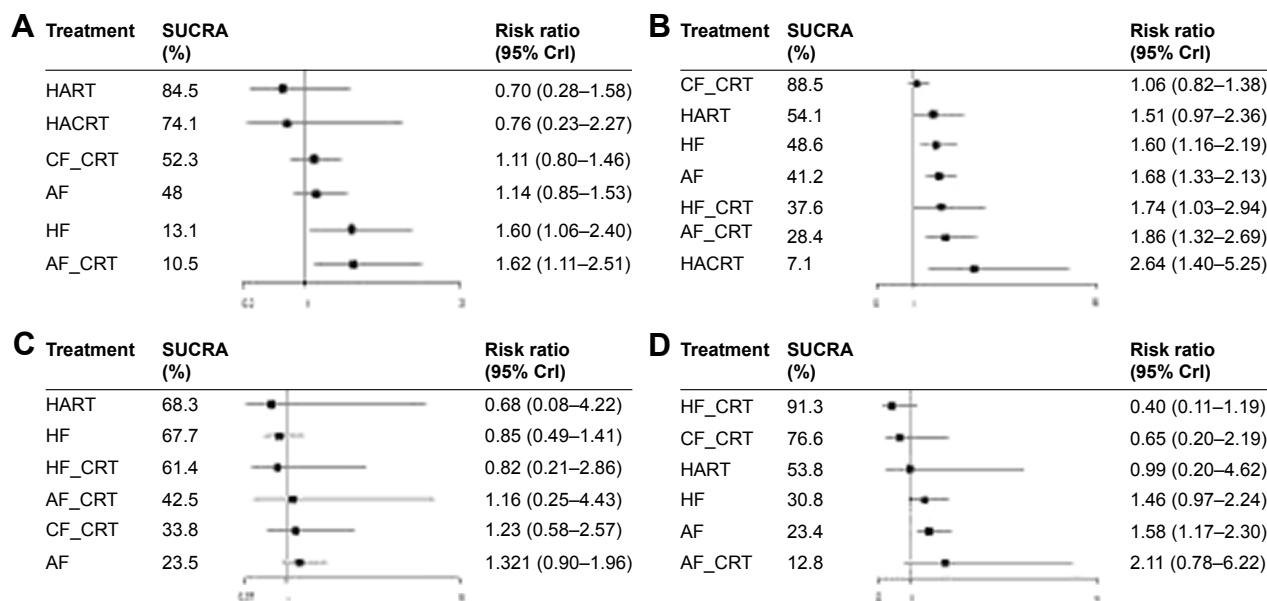 A Treatment SUCRA (%) Risk ratio (95% CrI)
HART 84.5 0.70 (0.28–1.58)
HACRT 74.1 0.76 (0.23–2.27)
CF_CRT 52.3 1.11 (0.80–1.46)
AF 48 1.14 (0.85–1.53)
HF 13.1 1.60 (1.06–2.40)
AF_CRT 10.5 1.62 (1.11–2.51)
1
B Treatment SUCRA (%) Risk ratio (95% CrI)
CF_CRT 88.5 1.06 (0.82–1.38)
HART 54.1 1.51 (0.97–2.36)
HF 48.6 1.60 (1.16–2.19)
AF 41.2 1.68 (1.33–2.13)
HF_CRT 37.6 1.74 (1.03–2.94)
AF_CRT 28.4 1.86 (1.32–2.69)
HACRT 7.1 2.64 (1.40–5.25)
1
C Treatment SUCRA (%) Risk ratio (95% CrI)
HART 68.3 0.68 (0.08–4.22)
HF 67.7 0.85 (0.49–1.41)
HF_CRT 61.4 0.82 (0.21–2.86)
AF_CRT 42.5 1.16 (0.25–4.43)
CF_CRT 33.8 1.23 (0.58–2.57)
AF 23.5 1.321 (0.90–1.96)
D Treatment SUCRA (%) Risk ratio (95% CrI)
HF_CRT 91.3 0.40 (0.11–1.19)
CF_CRT 76.6 0.65 (0.20–2.19)
HART 53.8 0.99 (0.20–4.62)
HF 30.8 1.46 (0.97–2.24)
AF 23.4 1.58 (1.17–2.30)
AF_CRT 12.8 2.11 (0.78–6.22)